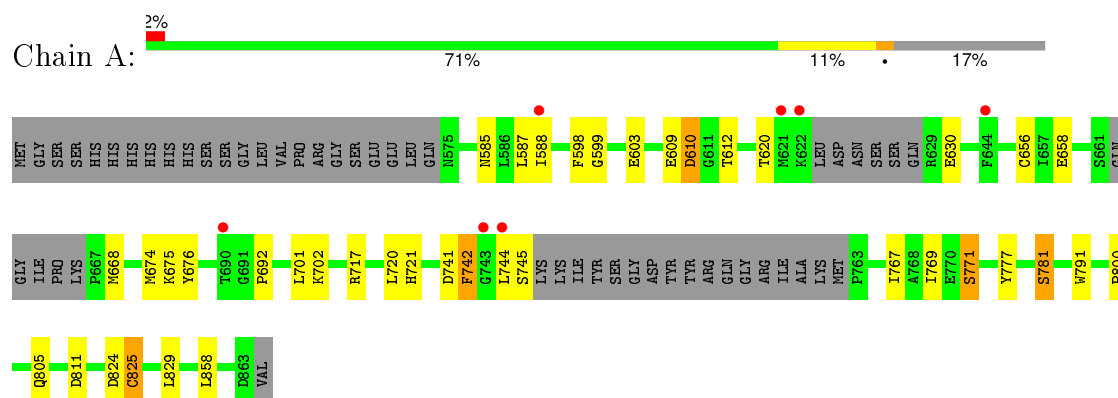 2%
Chain A:
71% 11% • 17%
MET GLY SER SER HIS HIS HIS HIS HIS HIS SER SER GLY LEU VAL PRO ARG GLY SER GLU GLU LEU GLN N575 N585 L586 L587 I588 F598 G599 E603 E609 D610 G611 T612 T620 M621 K622 LEU ASP ASN SER SER GLN R629 E630 F644 C656 I657 E658 S661 GLN
GLY ILE PRO LYS P667 M668 M674 K675 Y676 T690 G691 P692 L701 K702 R717 L720 H721 D741 F742 G743 L744 S745 LYS LYS ILE TYR SER GLY ASP TYR TYR ARG GLN GLY ARG ILE ALA LYS MET P763 I767 A768 I769 E770 S771 Y777 S781 W791
Q805 D811 D824 C825 L829 L858 D863 VAL